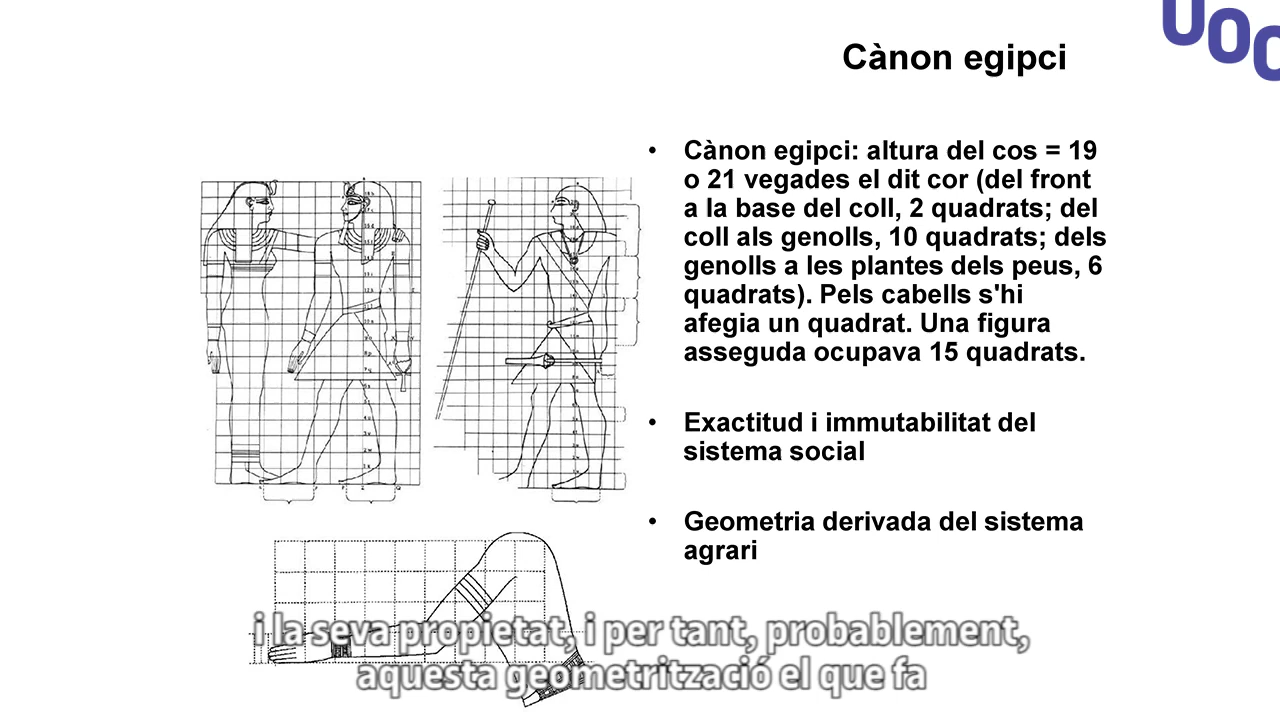 UOC
Cànon egipci
• Cànon egipci: altura del cos = 19
o 21 vegades el dit cor (del front
a la base del coll, 2 quadrats; del
coll als genolls, 10 quadrats; dels
genolls a les plantes dels peus, 6
quadrats). Pels cabells s'hi
afegia un quadrat. Una figura
asseguda ocupava 15 quadrats.
• Exactitud i immutabilitat del
sistema social
• Geometria derivada del sistema
agrari
i la seva propietat, i per tant, probablement,
aquesta geometrització el que fa